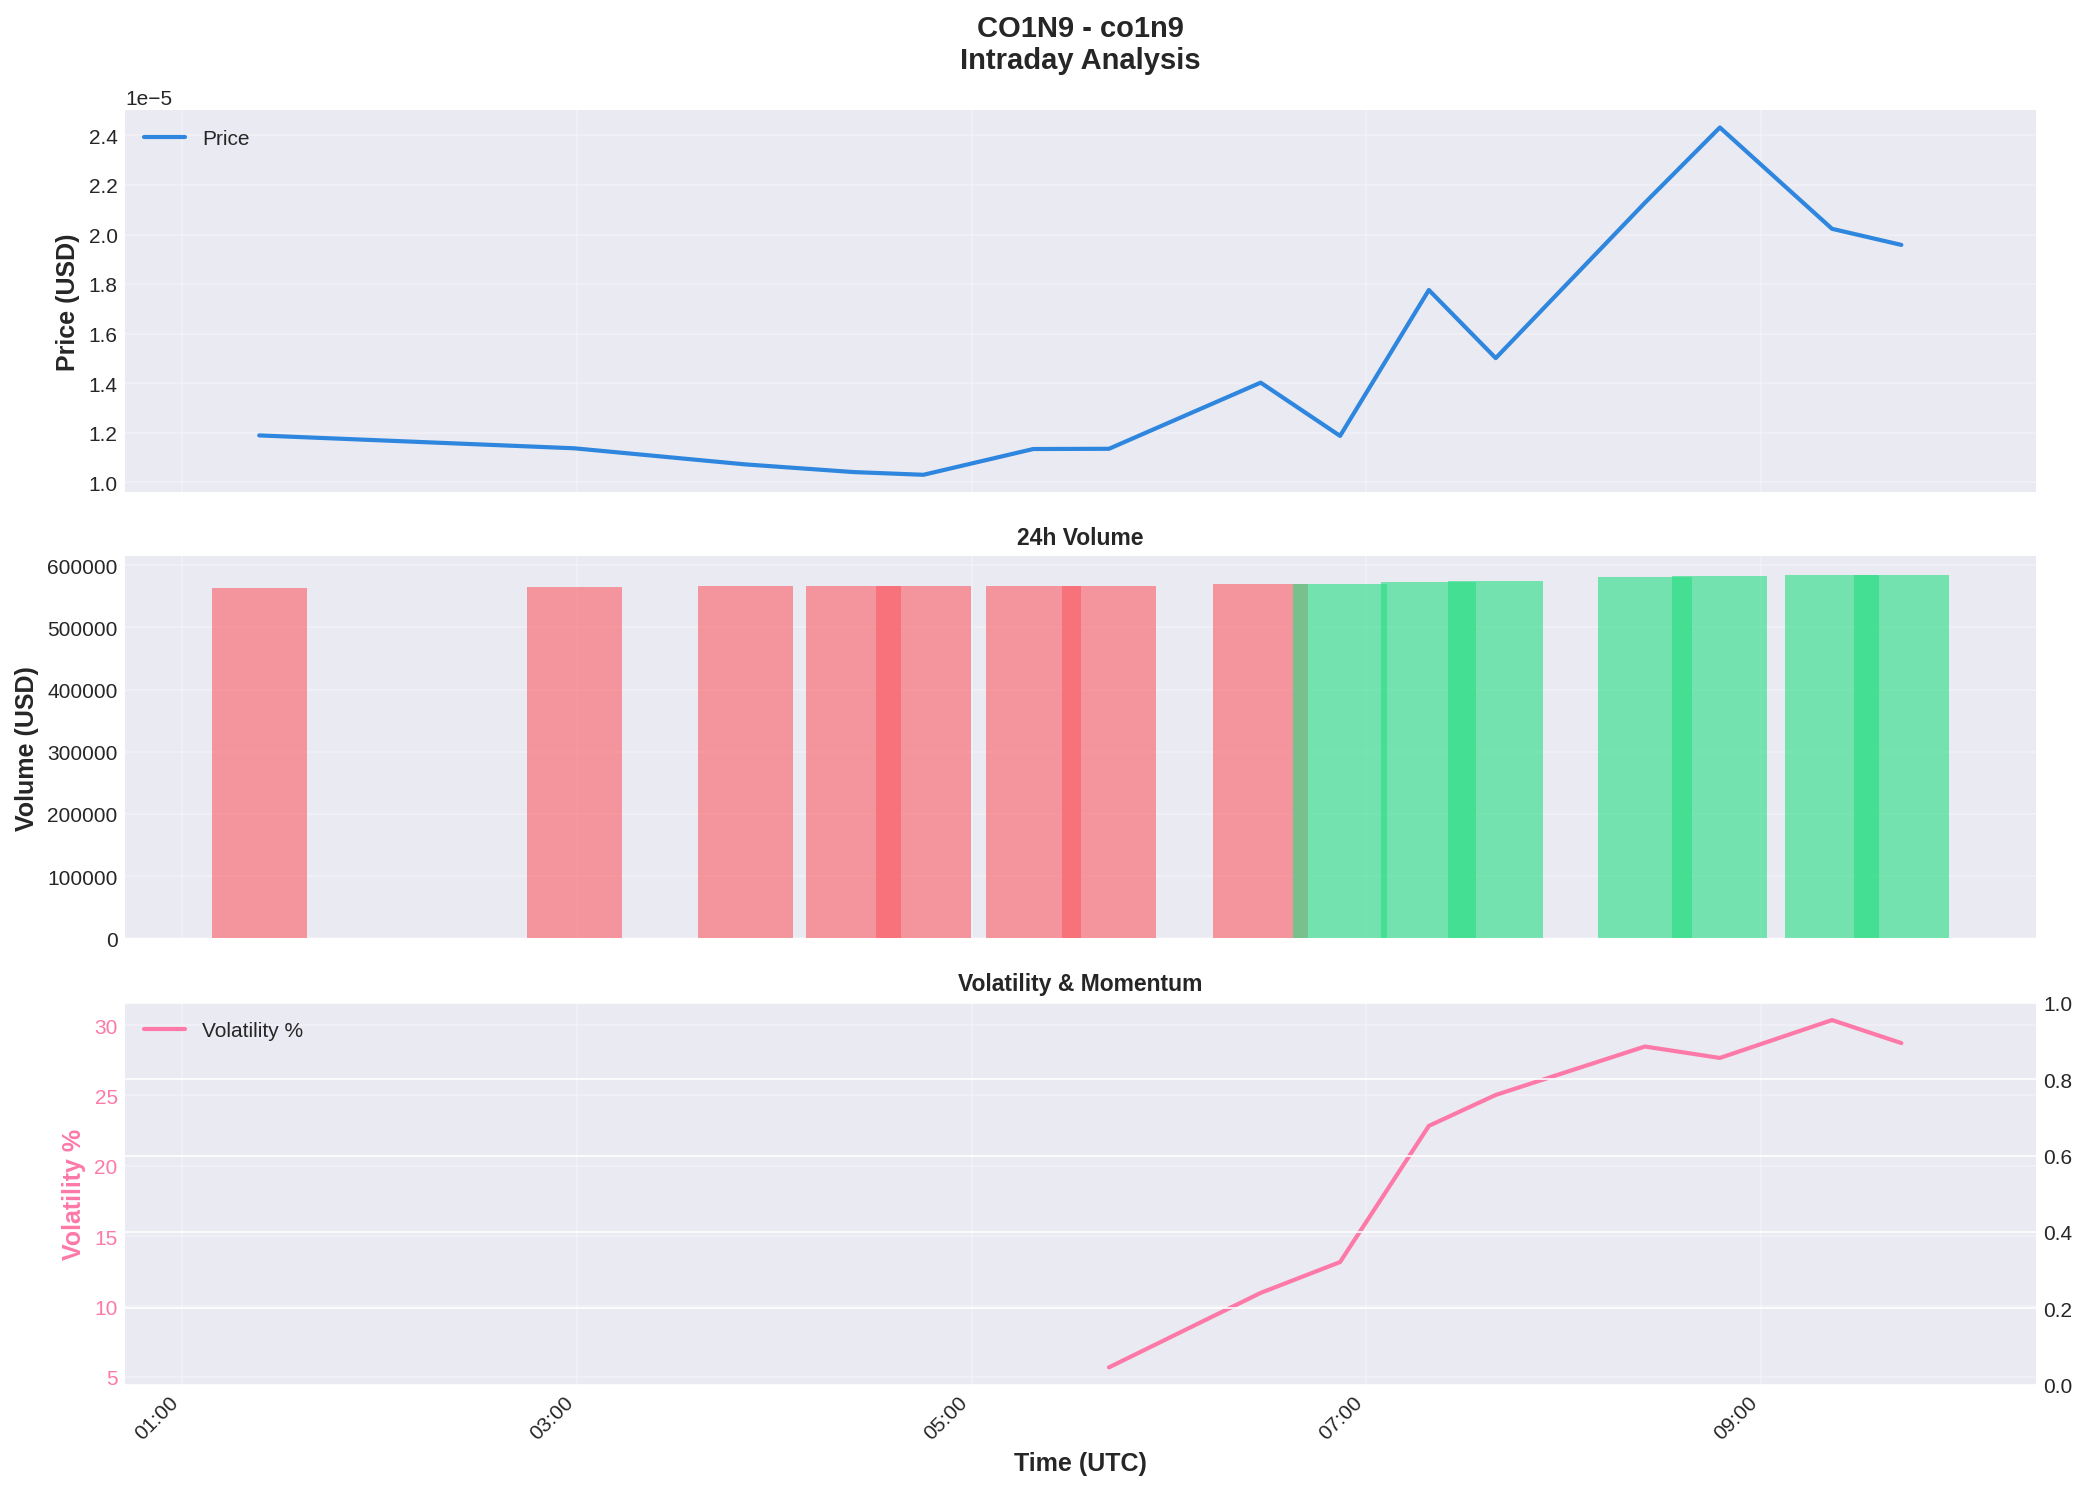 CO1N9 - co1n9
Intraday Analysis
1e−5
Price
2.4
2.2
2.0
1.8
1.6
1.4
1.2
1.0
Price (USD)
24h Volume
600000
500000
400000
300000
200000
100000
0
Volume (USD)
Volatility & Momentum
Volatility %
30
25
20
15
10
5
Volatility %
1.0
0.8
0.6
0.4
0.2
0.0
01:00
03:00
05:00
07:00
09:00
Time (UTC)